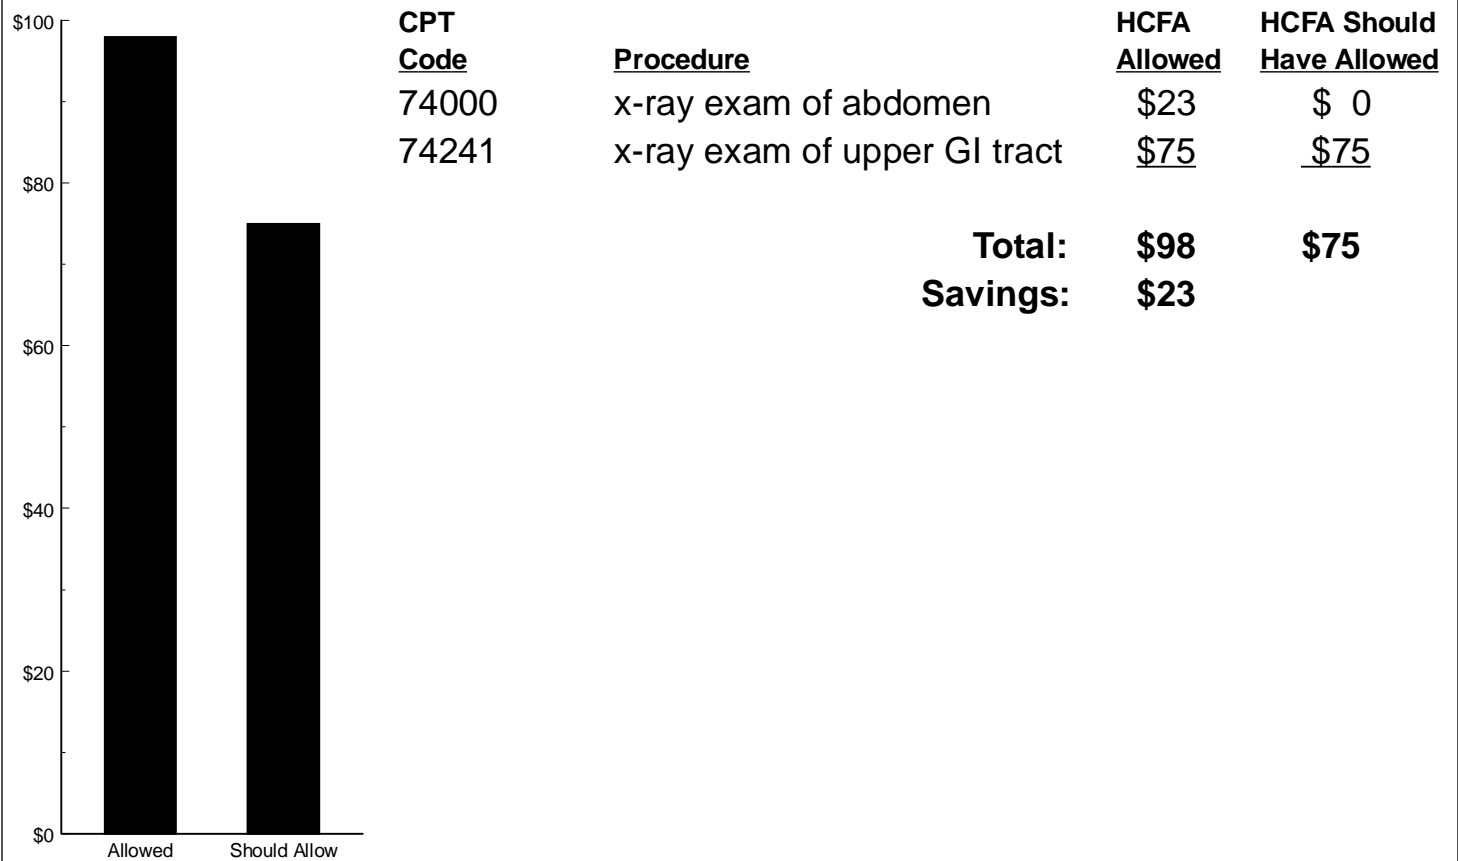 $100
$80
$60
$40
$20
$0
Allowed Should Allow
CPT HCFA HCFA Should
Code Procedure Allowed Have Allowed
74000 x-ray exam of abdomen $23 $ 0
74241 x-ray exam of upper GI tract $75 $75
Total: $98 $75
Savings: $23